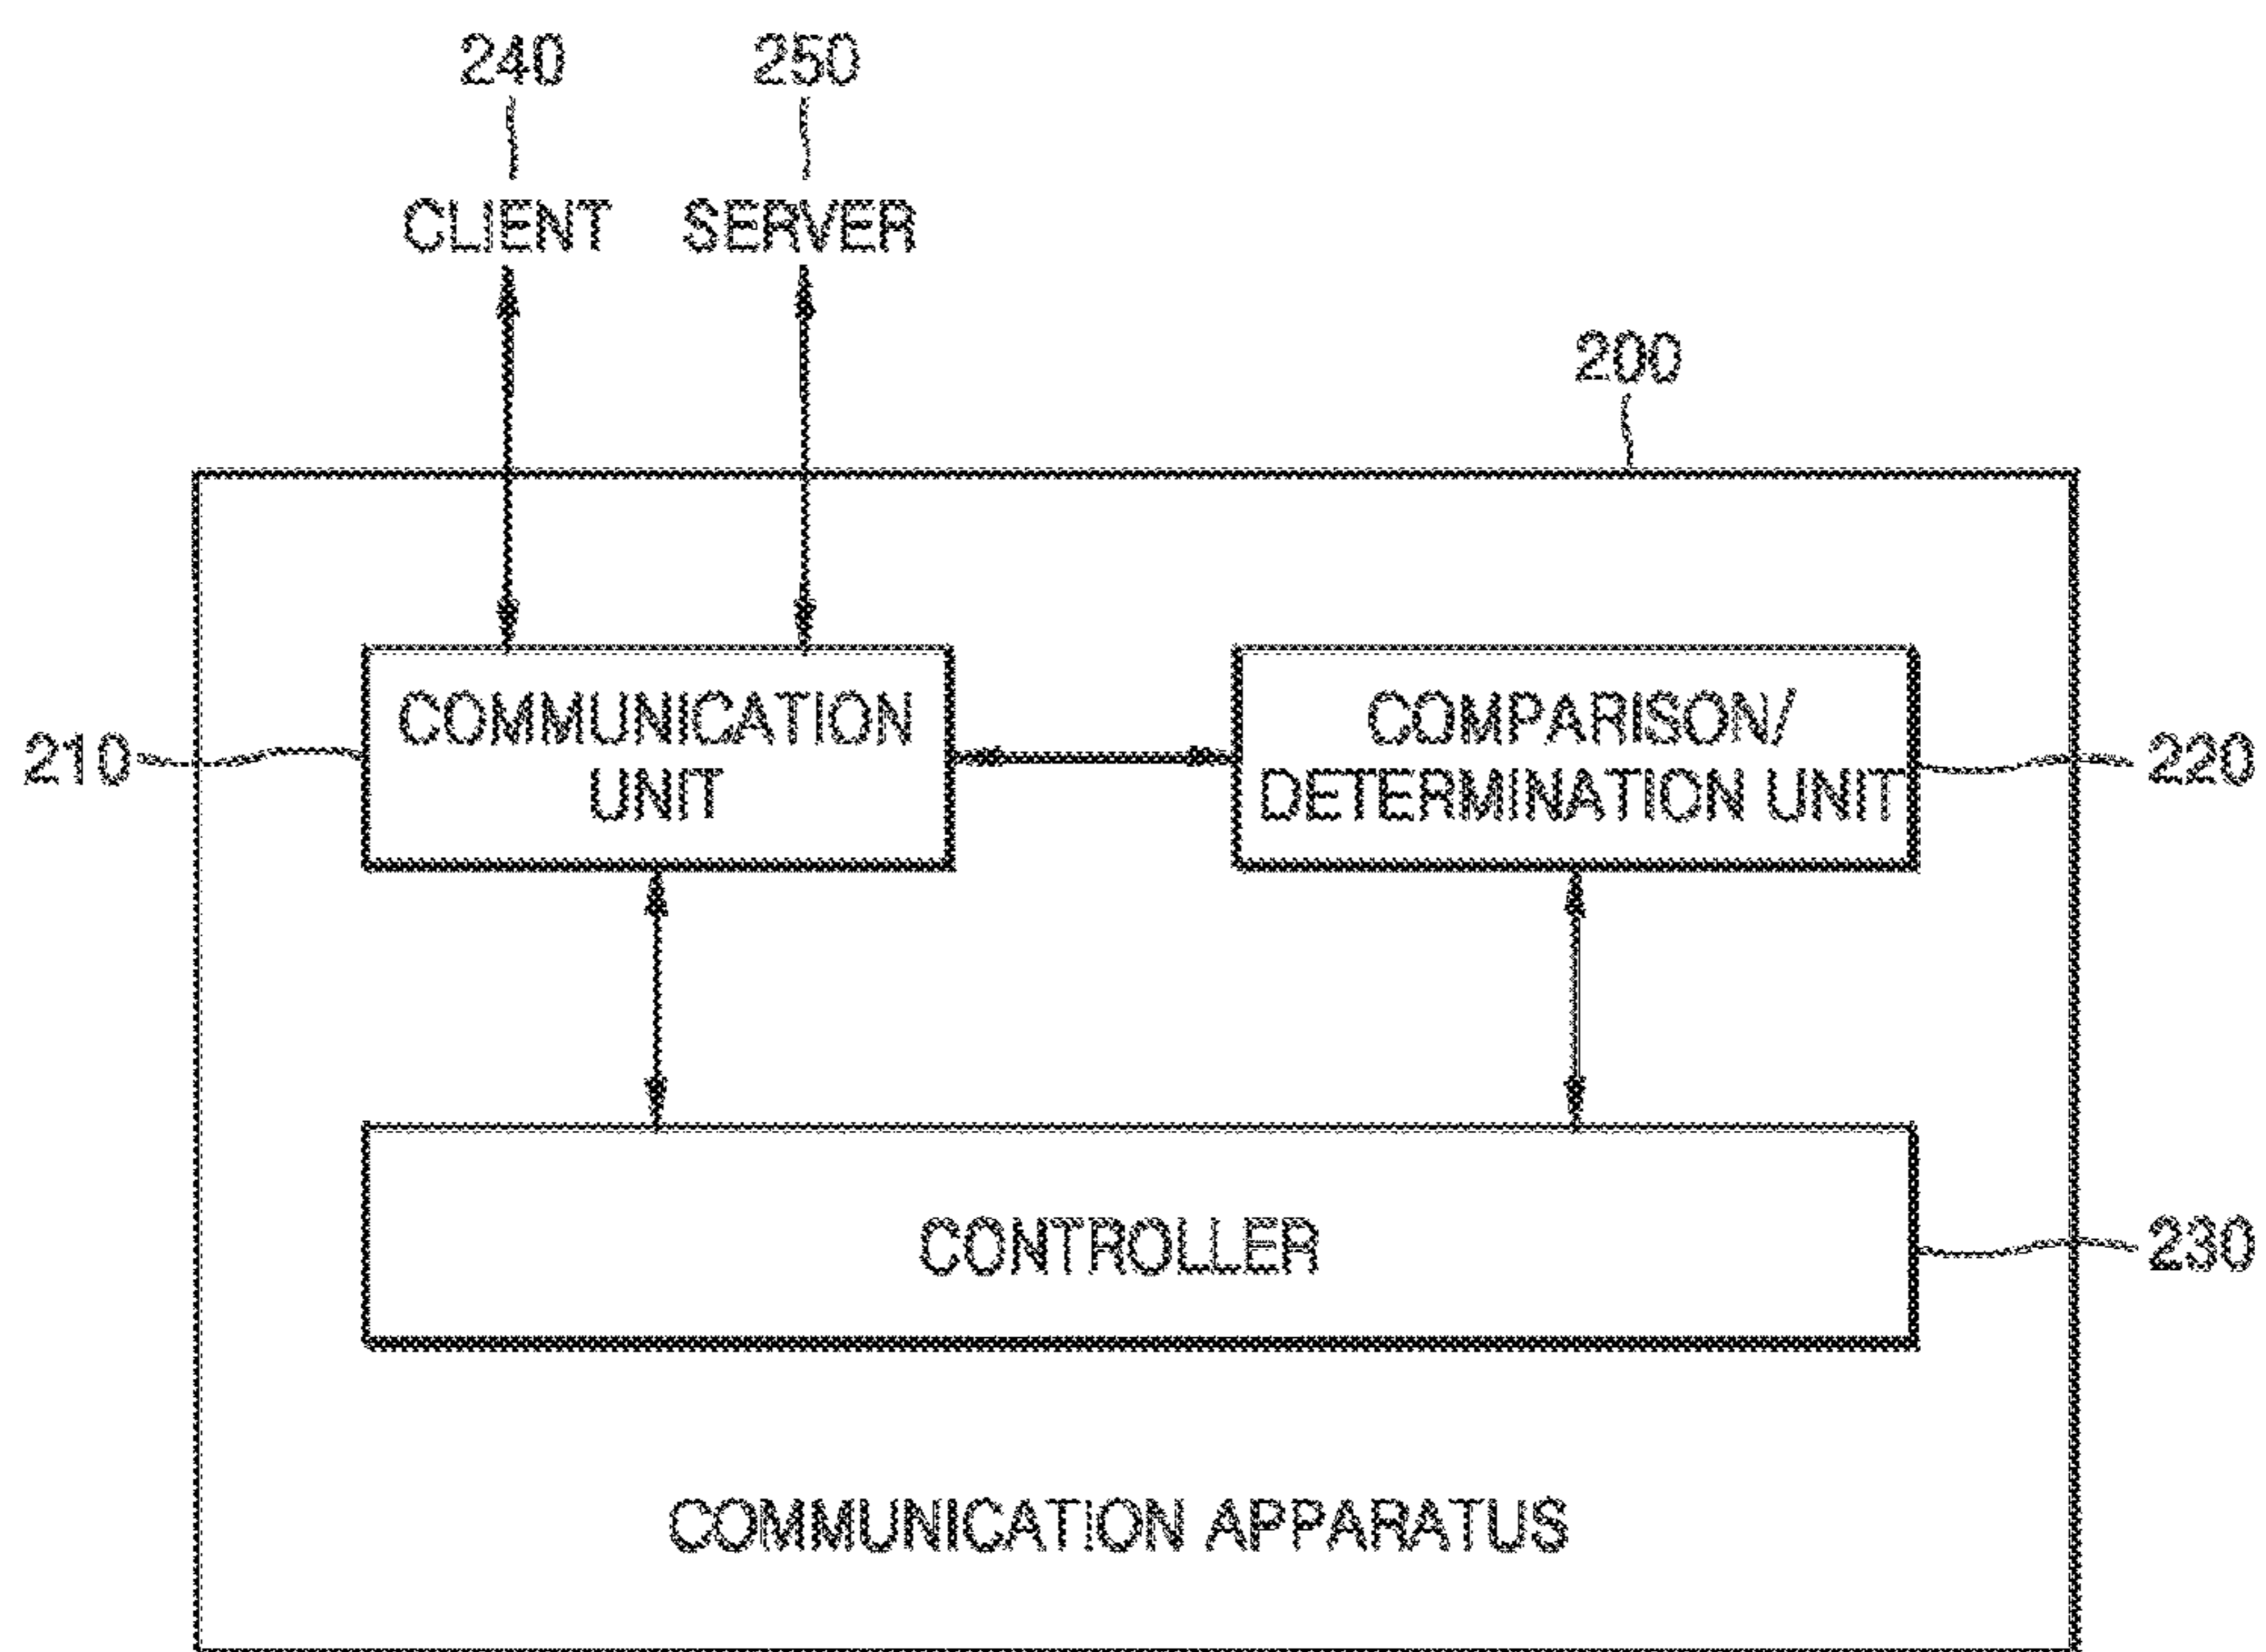 240 250
CLIENT SERVER
200
COMMUNICATION
UNIT
COMPARISON/
DETERMINATION UNIT
210
220
CONTROLLER
230
COMMUNICATION APPARATUS